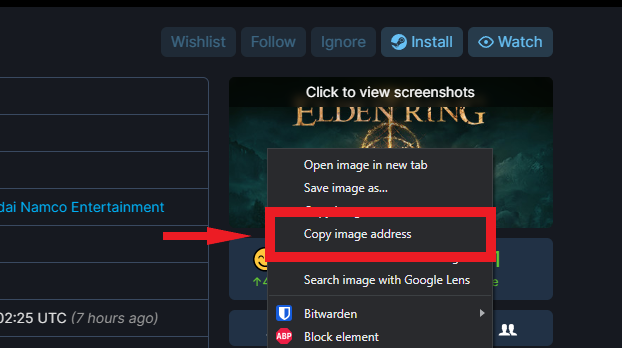 Wishlist Follow Ignore Install Watch
Click to view screenshots
ELDEN RING
Open image in new tab
Save image as...
dai Namco Entertainment
Copy image address
Search image with Google Lens
02:25 UTC (7 hours ago)
Bitwarden
ABP Block element